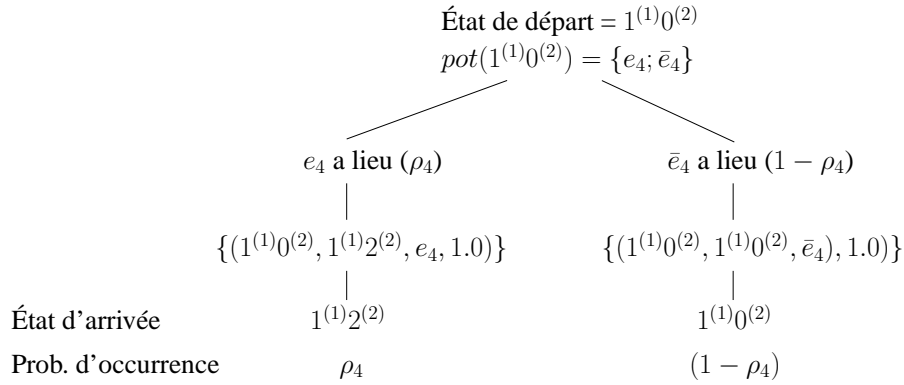 État de départ = 1^{(1)}0^{(2)}
pot(1^{(1)}0^{(2)}) = {e_4; ē_4}
e_4 a lieu (ρ_4) ē_4 a lieu (1 − ρ_4)
{(1^{(1)}0^{(2)}, 1^{(1)}2^{(2)}, e_4, 1.0)} {(1^{(1)}0^{(2)}, 1^{(1)}0^{(2)}, ē_4), 1.0)}
État d'arrivée 1^{(1)}2^{(2)} 1^{(1)}0^{(2)}
Prob. d'occurrence ρ_4 (1 − ρ_4)